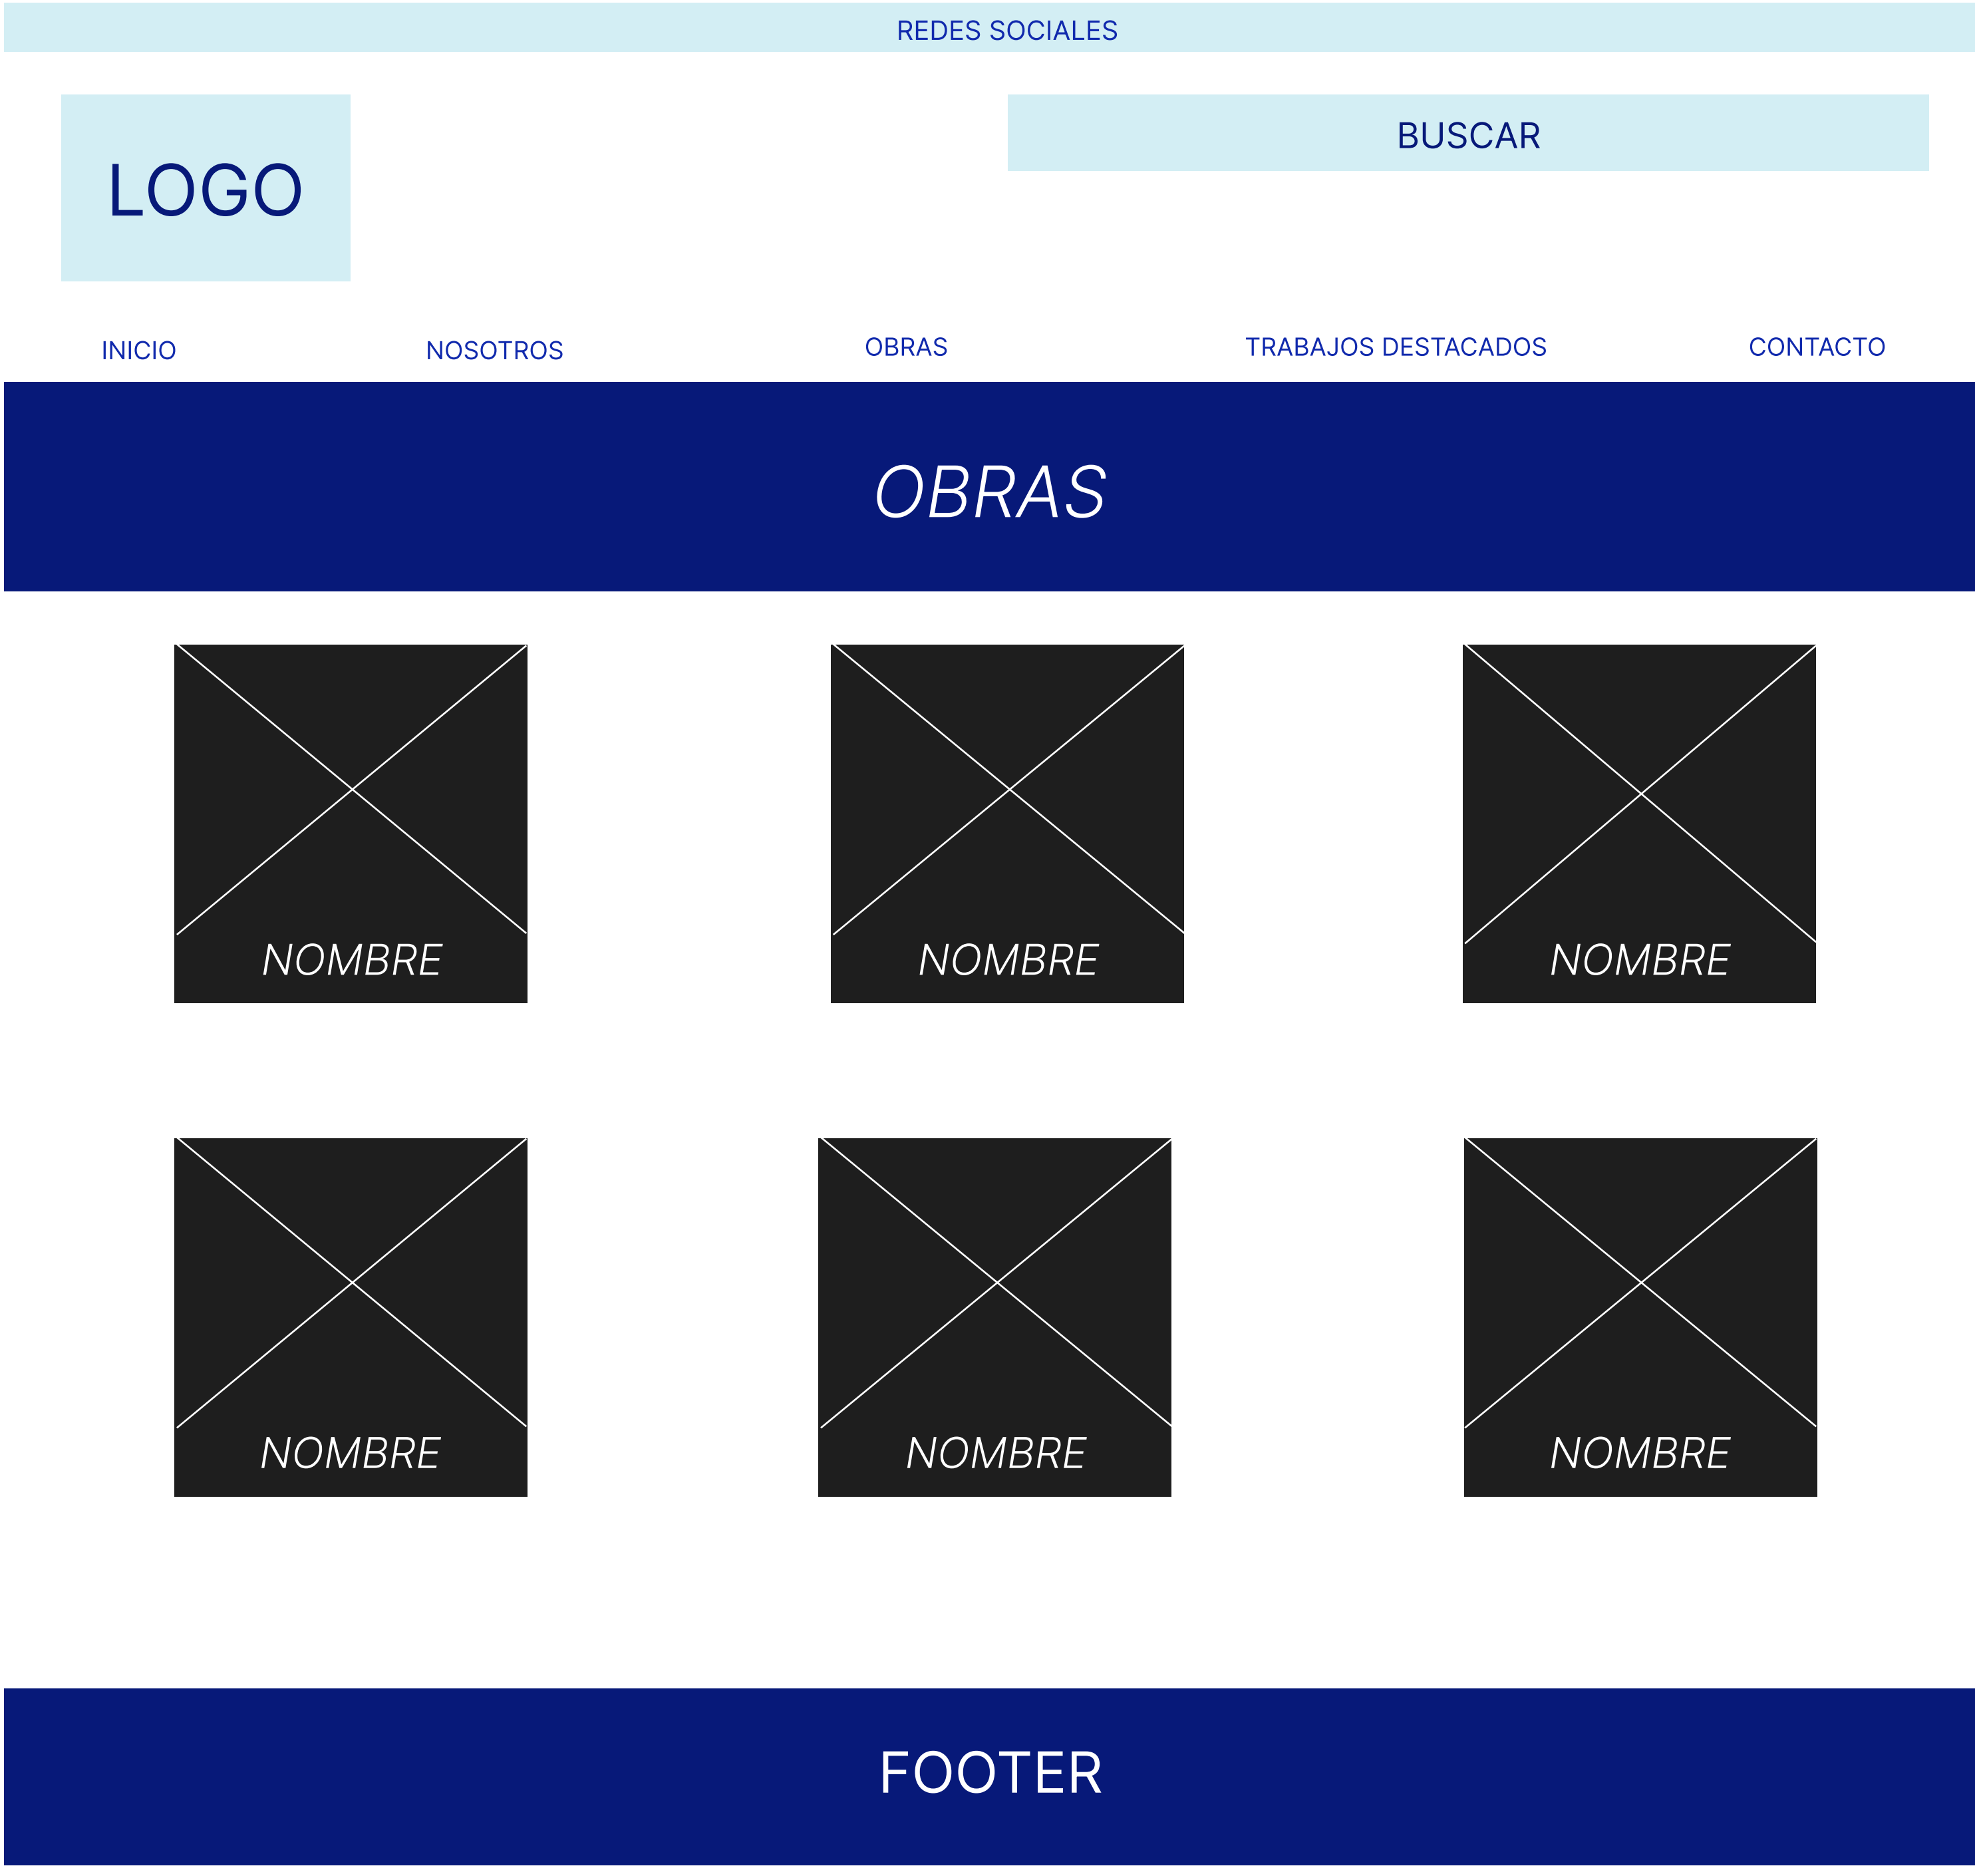 REDES SOCIALES
LOGO
BUSCAR
INICIO
NOSOTROS
OBRAS
TRABAJOS DESTACADOS
CONTACTO
OBRAS
NOMBRE
NOMBRE
NOMBRE
NOMBRE
NOMBRE
NOMBRE
FOOTER